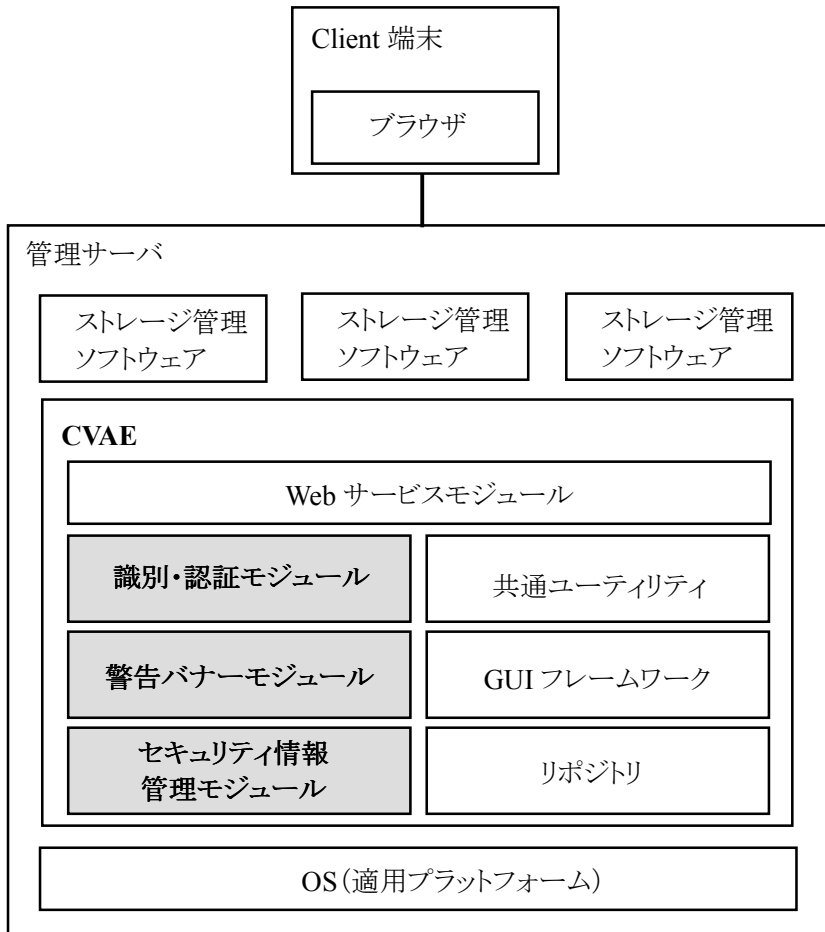 Client 端末
ブラウザ
管理サーバ
ストレージ管理
ソフトウェア
ストレージ管理
ソフトウェア
ストレージ管理
ソフトウェア
CVAE
Web サービスモジュール
識別・認証モジュール
共通ユーティリティ
警告バナーモジュール
GUI フレームワーク
セキュリティ情報
管理モジュール
リポジトリ
OS(適用プラットフォーム)